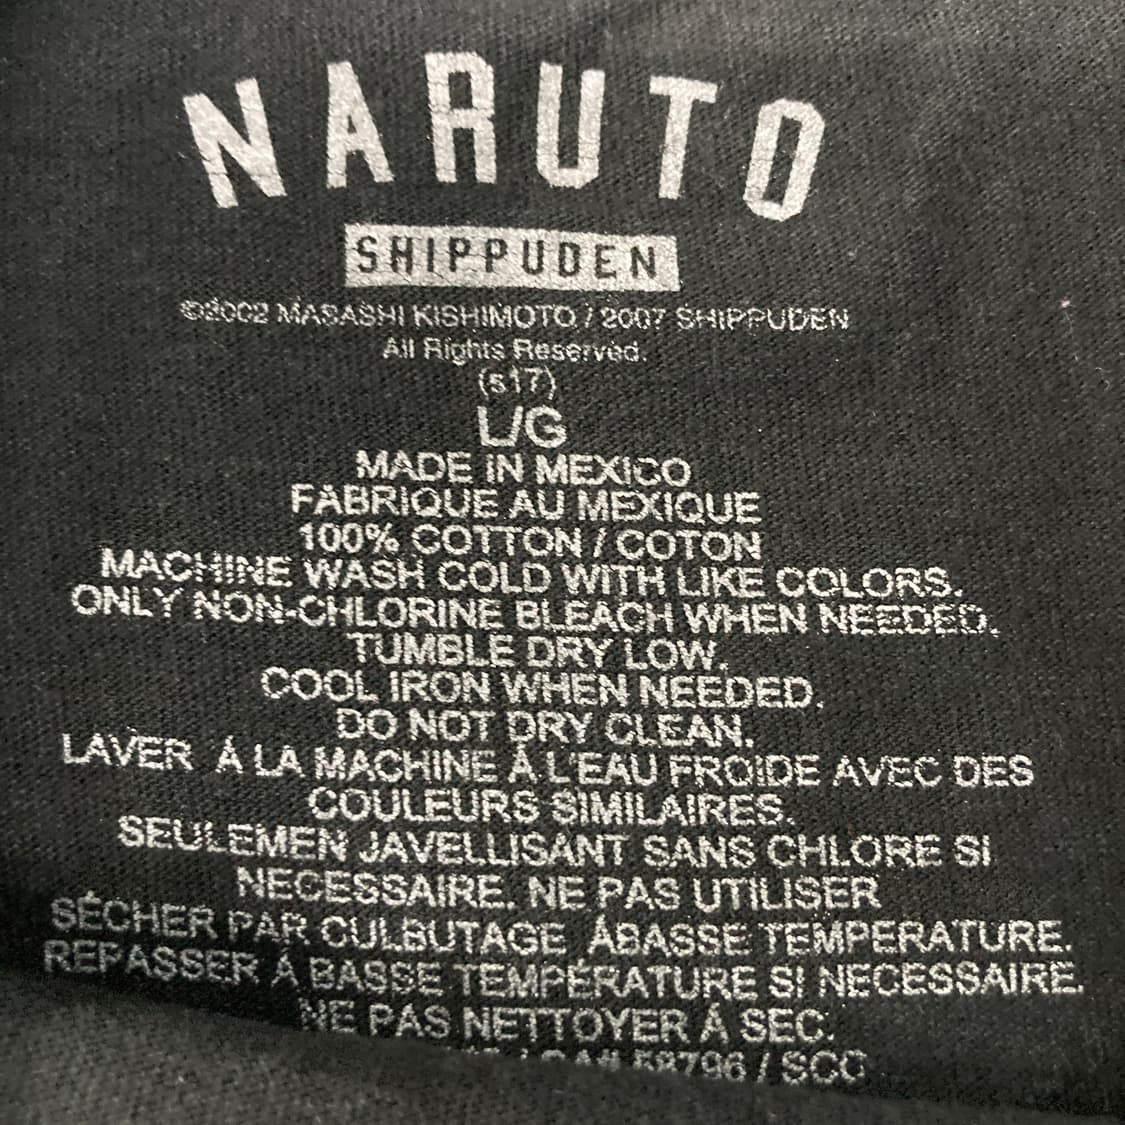 NARUTO
SHIPPUDEN
©2002 MASASHI KISHIMOTO / 2007 SHIPPUDEN
All Rights Reserved.
(s17)
L/G
MADE IN MEXICO
FABRIQUE AU MEXIQUE
100% COTTON / COTON
MACHINE WASH COLD WITH LIKE COLORS.
ONLY NON-CHLORINE BLEACH WHEN NEEDED.
TUMBLE DRY LOW.
COOL IRON WHEN NEEDED.
DO NOT DRY CLEAN.
LAVER Á LA MACHINE Á L'EAU FROIDE AVEC DES
COULEURS SIMILAIRES.
SEULEMEN JAVELLISANT SANS CHLORE SI
NECESSAIRE. NE PAS UTILISER
SÉCHER PAR CULBUTAGE ÁBASSE TEMPERATURE.
REPASSER Á BASSE TEMPÉRATURE SI NECESSAIRE.
NE PAS NETTOYER Á SEC.
58796 / SCC